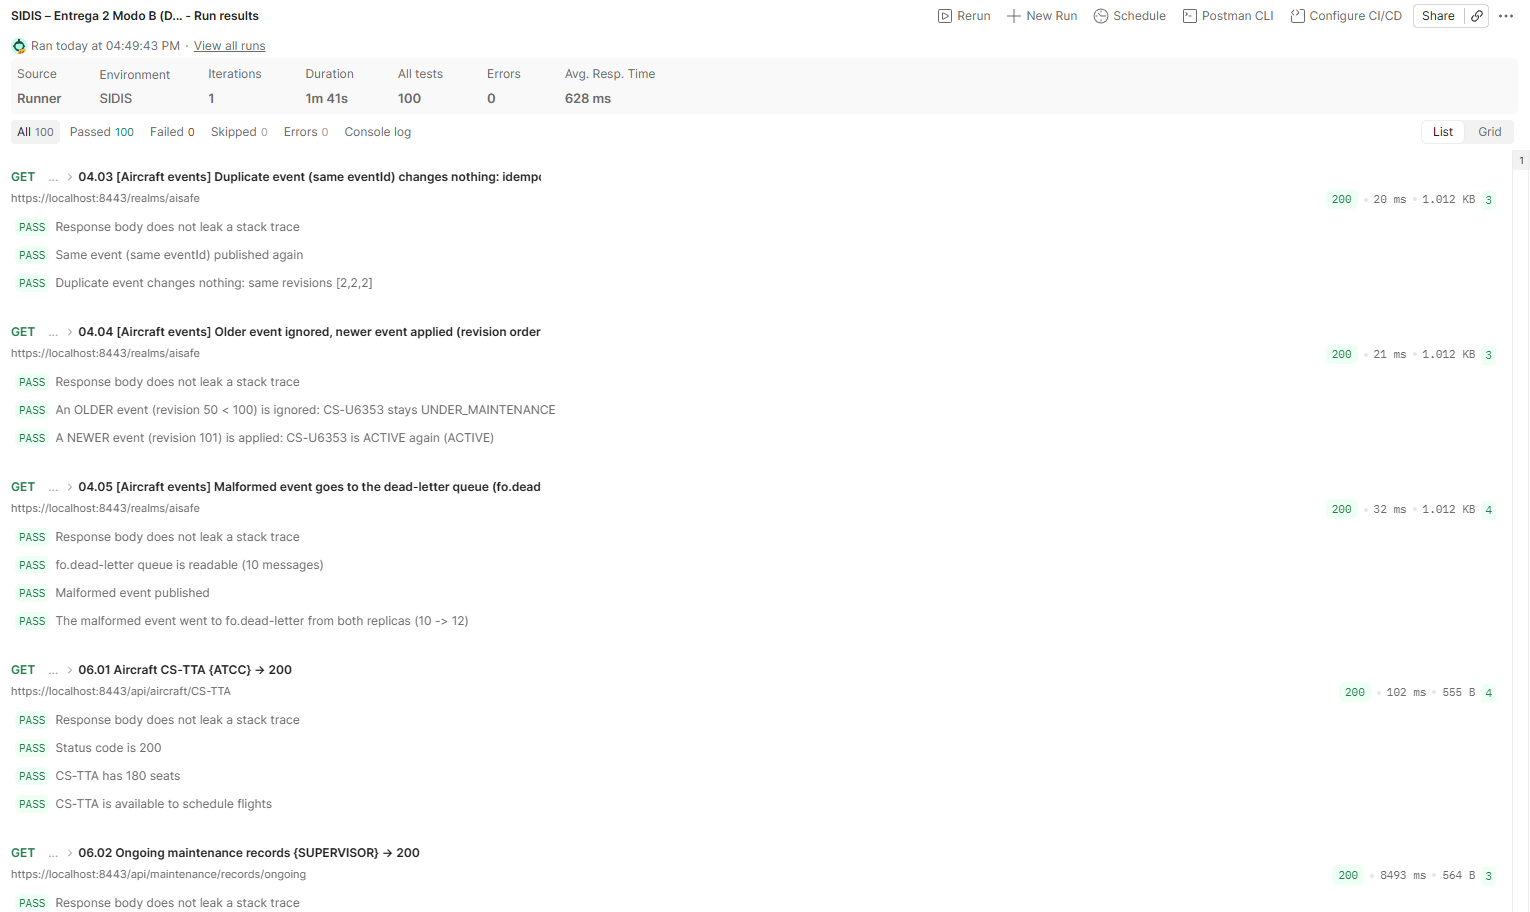 SIDIS – Entrega 2 Modo B (D... - Run results
Rerun New Run Schedule Postman CLI Configure CI/CD Share
Ran today at 04:49:43 PM · View all runs
Source Environment Iterations Duration All tests Errors Avg. Resp. Time
Runner SIDIS 1 1m 41s 100 0 628 ms
All 100 Passed 100 Failed 0 Skipped 0 Errors 0 Console log List Grid
1
GET ... > 04.03 [Aircraft events] Duplicate event (same eventId) changes nothing: idempo
https://localhost:8443/realms/aisafe 200 • 20 ms • 1.012 KB 3
PASS Response body does not leak a stack trace
PASS Same event (same eventId) published again
PASS Duplicate event changes nothing: same revisions [2,2,2]
GET ... > 04.04 [Aircraft events] Older event ignored, newer event applied (revision order
https://localhost:8443/realms/aisafe 200 • 21 ms • 1.012 KB 3
PASS Response body does not leak a stack trace
PASS An OLDER event (revision 50 < 100) is ignored: CS-U6353 stays UNDER_MAINTENANCE
PASS A NEWER event (revision 101) is applied: CS-U6353 is ACTIVE again (ACTIVE)
GET ... > 04.05 [Aircraft events] Malformed event goes to the dead-letter queue (fo.dead
https://localhost:8443/realms/aisafe 200 • 32 ms • 1.012 KB 4
PASS Response body does not leak a stack trace
PASS fo.dead-letter queue is readable (10 messages)
PASS Malformed event published
PASS The malformed event went to fo.dead-letter from both replicas (10 -> 12)
GET ... > 06.01 Aircraft CS-TTA {ATCC} → 200
https://localhost:8443/api/aircraft/CS-TTA 200 • 102 ms • 555 B 4
PASS Response body does not leak a stack trace
PASS Status code is 200
PASS CS-TTA has 180 seats
PASS CS-TTA is available to schedule flights
GET ... > 06.02 Ongoing maintenance records {SUPERVISOR} → 200
https://localhost:8443/api/maintenance/records/ongoing 200 • 8493 ms • 564 B 3
PASS Response body does not leak a stack trace